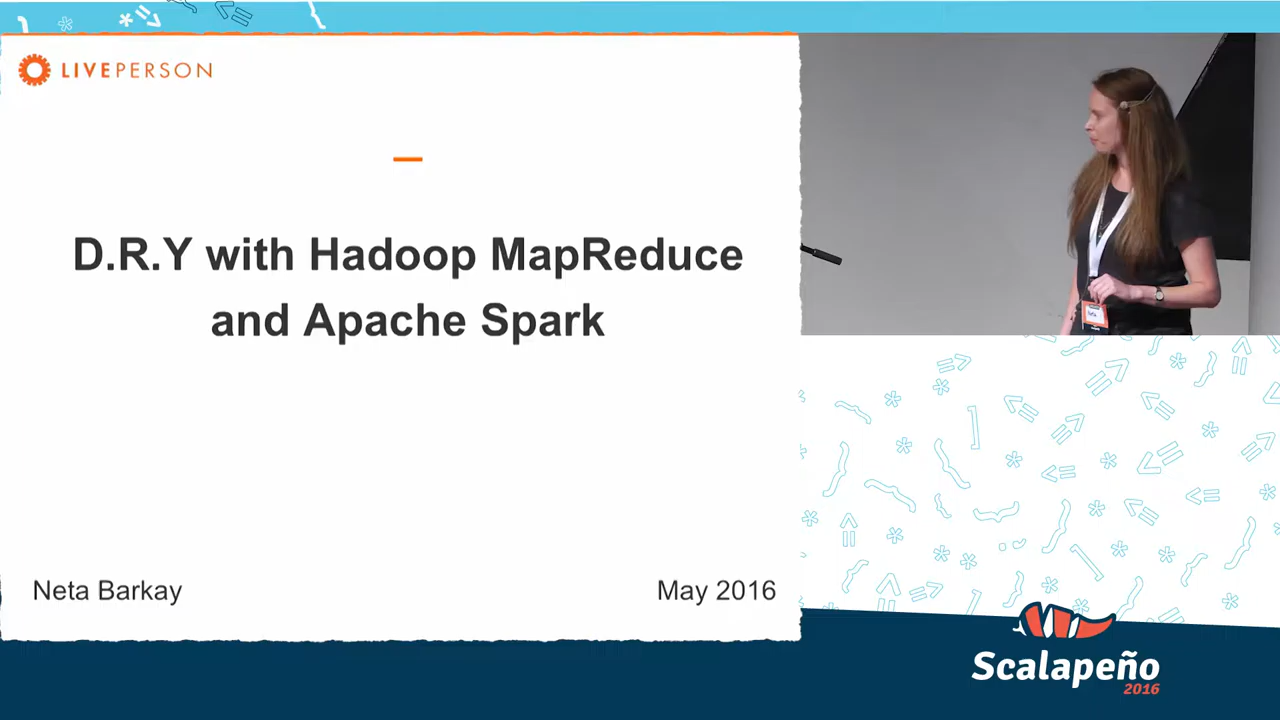 LIVEPERSON
D.R.Y with Hadoop MapReduce
and Apache Spark
Neta Barkay
May 2016
Scalapeño
2016